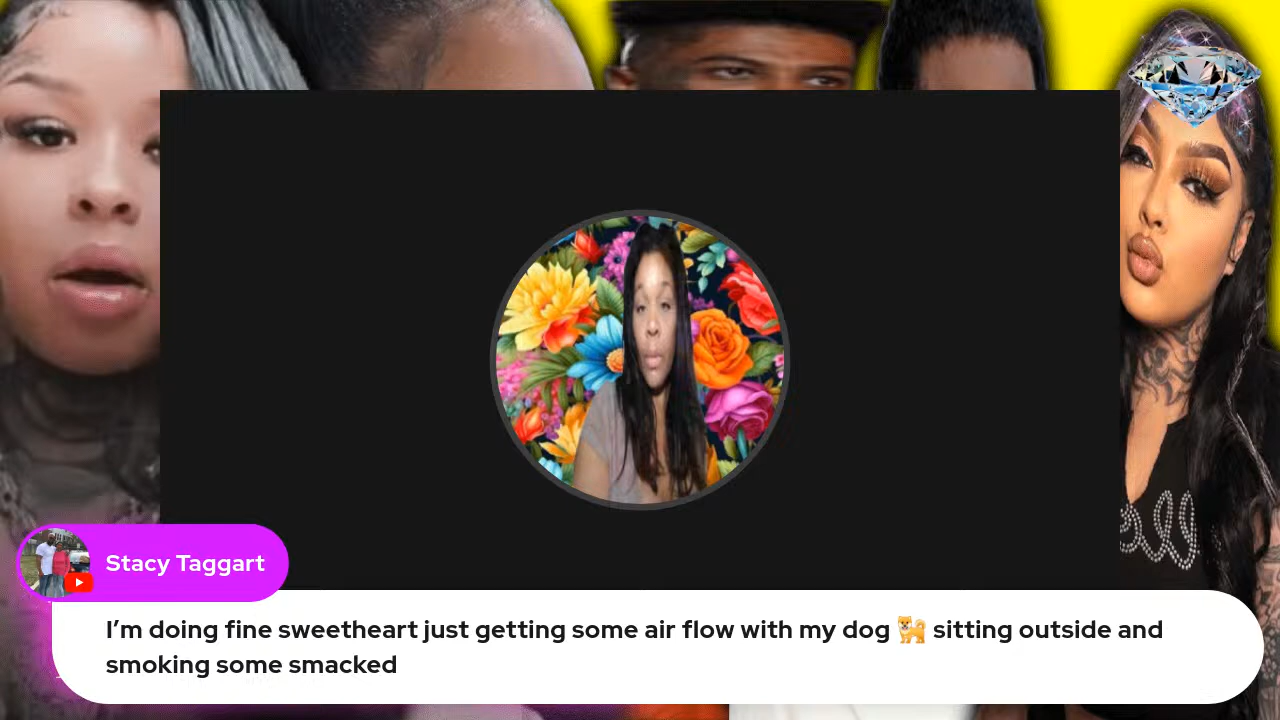 Stacy Taggart
I’m doing fine sweetheart just getting some air flow with my dog 🐕 sitting outside and
smoking some smacked